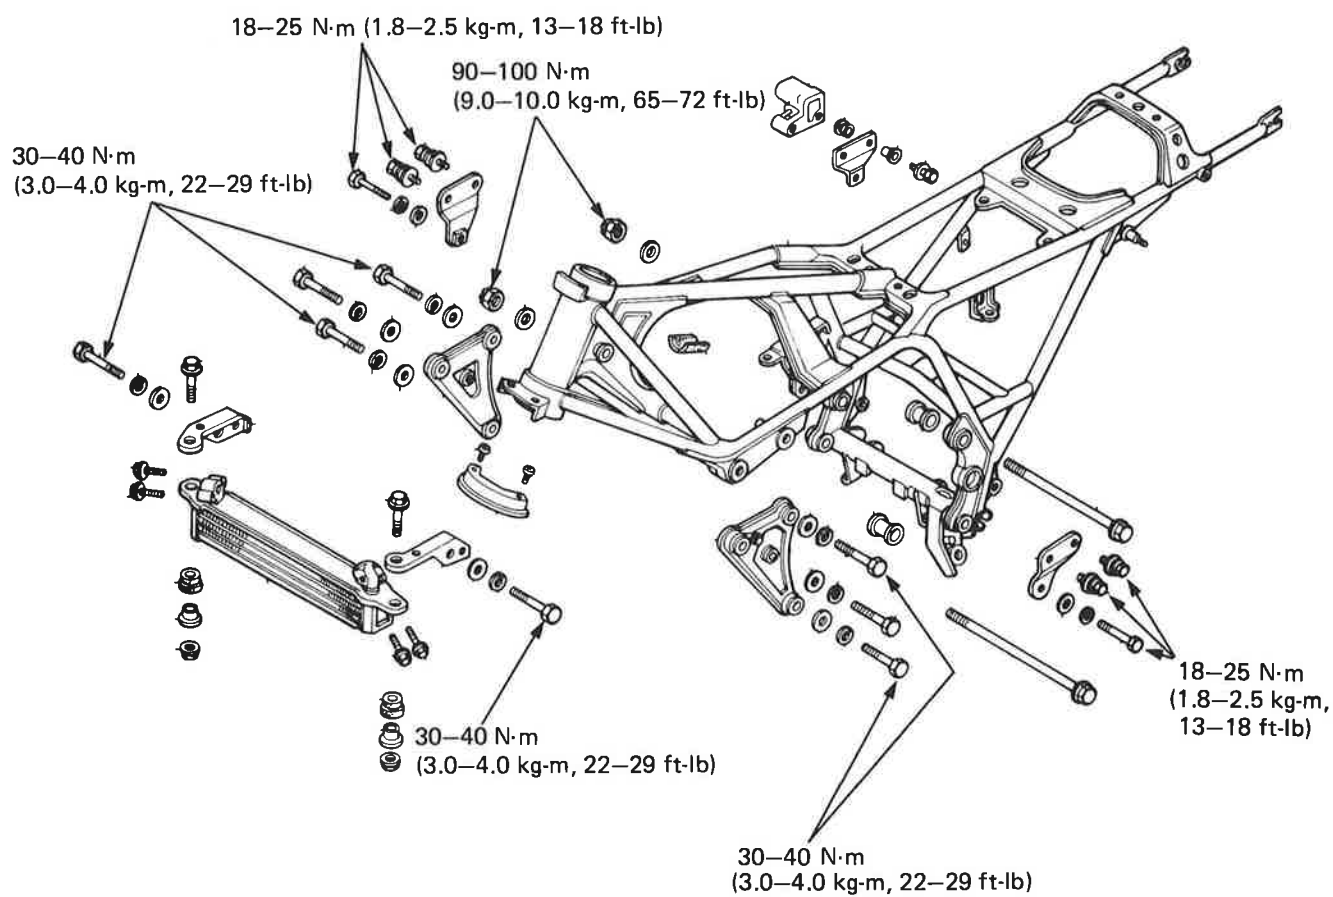 18–25 N·m (1.8–2.5 kg-m, 13–18 ft-lb)
90–100 N·m
(9.0–10.0 kg-m, 65–72 ft-lb)
30–40 N·m
(3.0–4.0 kg-m, 22–29 ft-lb)
18–25 N·m
(1.8–2.5 kg-m,
13–18 ft-lb)
30–40 N·m
(3.0–4.0 kg-m, 22–29 ft-lb)
30–40 N·m
(3.0–4.0 kg-m, 22–29 ft-lb)